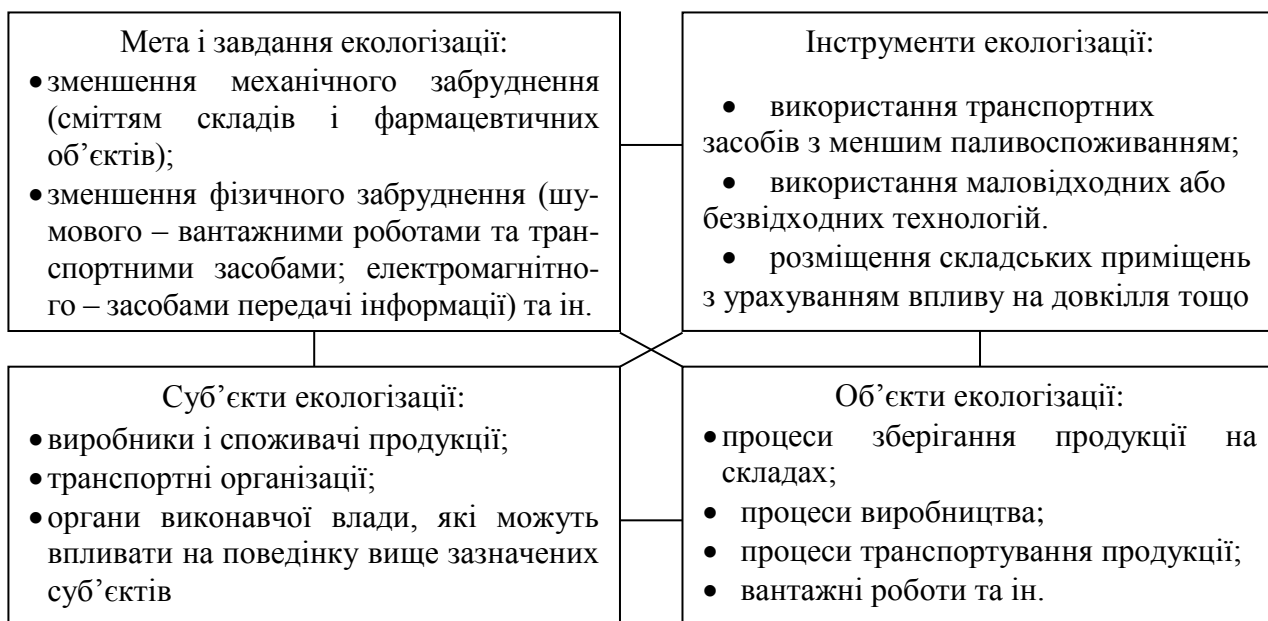 Мета і завдання екологізації:
•зменшення механічного забруднення
(сміттям складів і фармацевтичних
об’єктів);
•зменшення фізичного забруднення (шу-
мового – вантажними роботами та тран-
спортними засобами; електромагнітно-
го – засобами передачі інформації) та ін.
Інструменти екологізації:
• використання транспортних
засобів з меншим паливоспоживанням;
• використання маловідходних або
безвідходних технологій.
• розміщення складських приміщень
з урахуванням впливу на довкілля тощо
Суб’єкти екологізації:
•виробники і споживачі продукції;
•транспортні організації;
•органи виконавчої влади, які можуть
впливати на поведінку вище зазначених
суб’єктів
Об’єкти екологізації:
•процеси зберігання продукції на
складах;
• процеси виробництва;
• процеси транспортування продукції;
• вантажні роботи та ін.